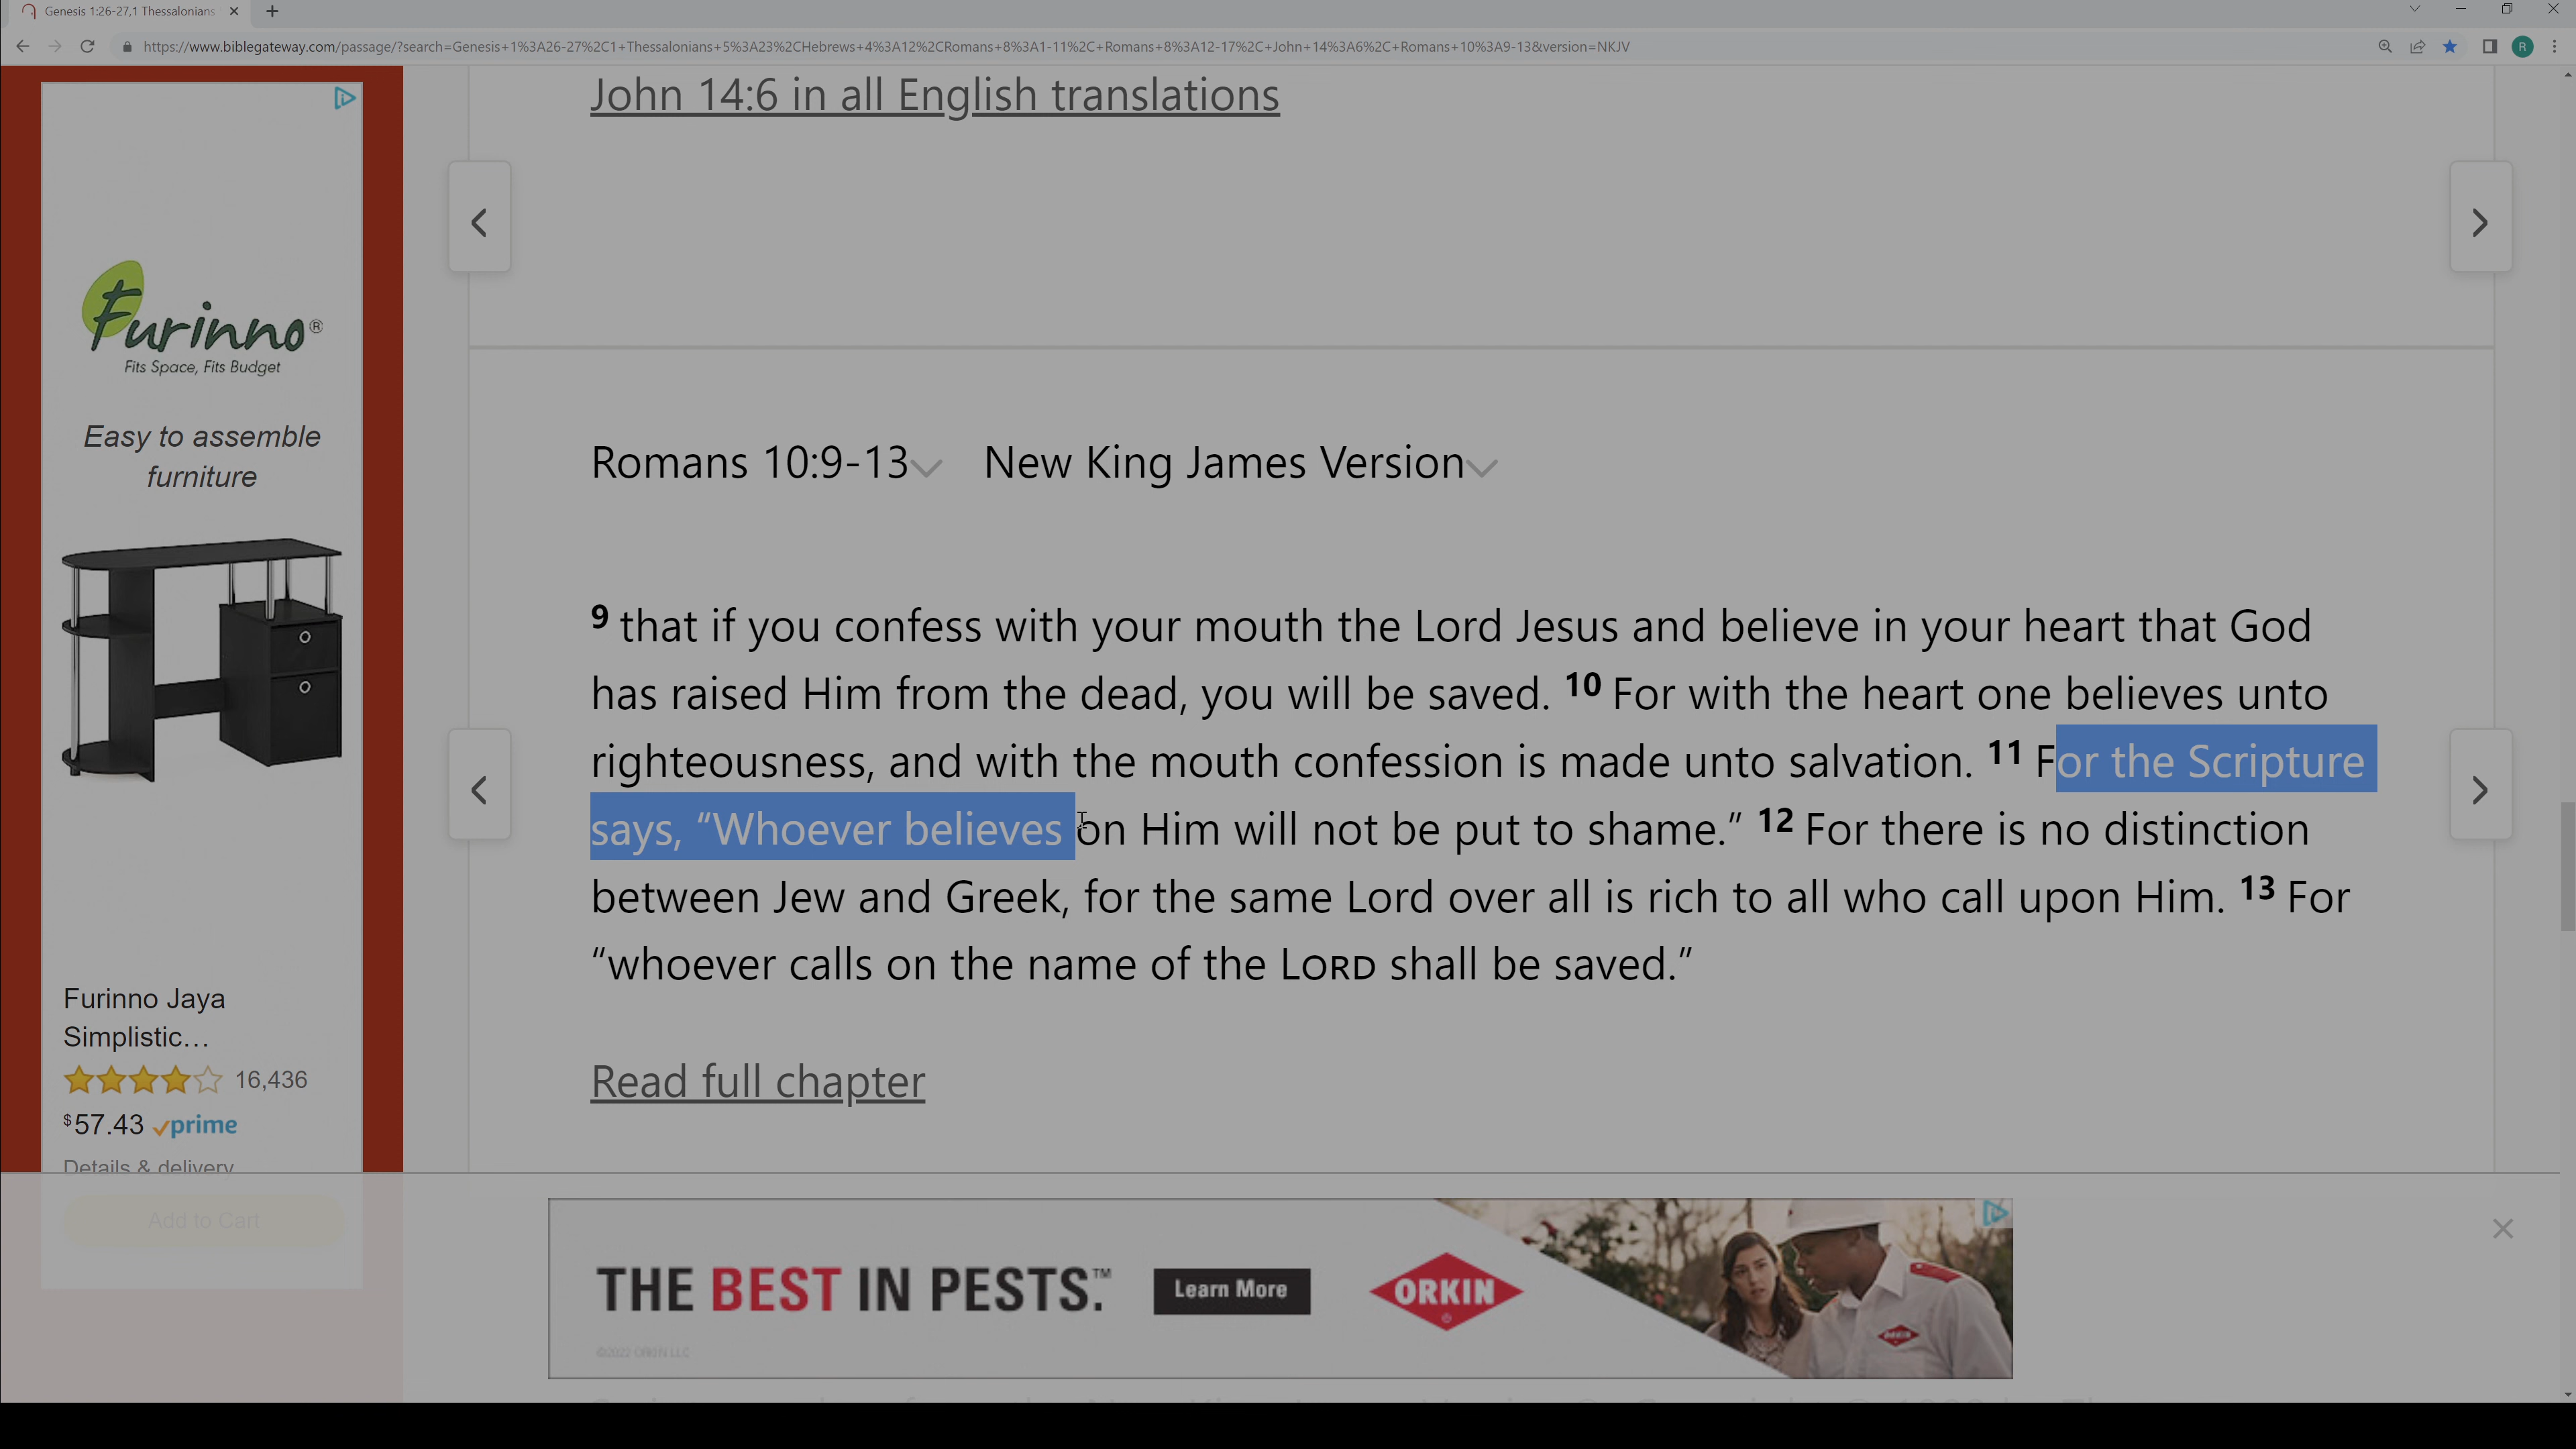 Genesis 1:26-27,1 Thessalonians
https://www.biblegateway.com/passage/?search=Genesis+1%3A26-27%2C1+Thessalonians+5%3A23%2CHebrews+4%3A12%2CRomans+8%3A1-11%2C+Romans+8%3A12-17%2C+John+14%3A6%2C+Romans+10%3A9-13&version=NKJV
R
John 14:6 in all English translations
Furinno®
Fits Space, Fits Budget
Easy to assemble
furniture
Furinno Jaya
Simplistic…
16,436
$57.43 prime
Details & delivery
Add to Cart
Romans 10:9-13 New King James Version
9 that if you confess with your mouth the Lord Jesus and believe in your heart that God
has raised Him from the dead, you will be saved. 10 For with the heart one believes unto
righteousness, and with the mouth confession is made unto salvation. 11 For the Scripture
says, “Whoever believes on Him will not be put to shame.” 12 For there is no distinction
between Jew and Greek, for the same Lord over all is rich to all who call upon Him. 13 For
“whoever calls on the name of the LORD shall be saved.”
Read full chapter
THE BEST IN PESTS.™
Learn More
ORKIN
®
©2022 ORKIN LLC
ORKIN